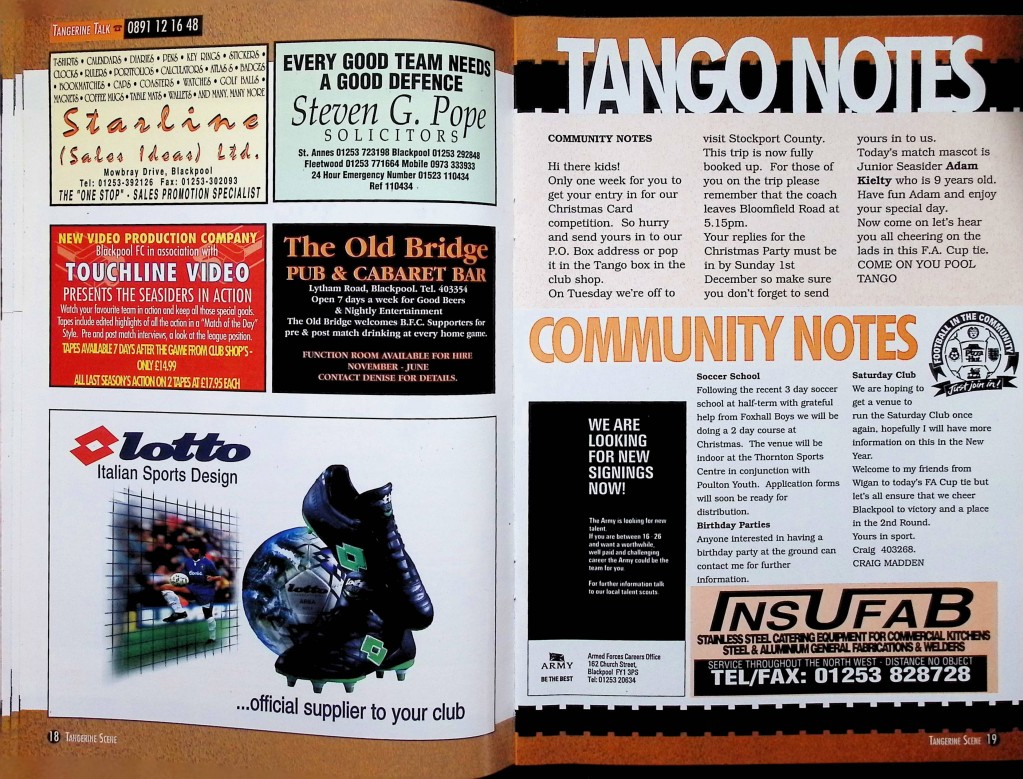 TANGERINE TALK ☎ 0891 12 16 48
T-SHIRTS • CALENDARS • DIARIES • PENS • KEY RINGS • STICKERS •
CLOCKS • RULERS • PORTFOLIOS • CALCULATORS • ATLAS S • BADGES
• BOOKMATCHES • CAPS • COASTERS • WATCHES • GOLF BALLS •
MAGNETS • COFFEE MUGS • TABLE MATS • WALLETS • AND MANY, MANY MORE
Starline
(Sales Ideas) Ltd.
Mowbray Drive, Blackpool
Tel: 01253-392126 Fax: 01253-302093
THE "ONE STOP" - SALES PROMOTION SPECIALIST
EVERY GOOD TEAM NEEDS
A GOOD DEFENCE
Steven G. Pope
SOLICITORS
St. Annes 01253 723198 Blackpool 01253 292848
Fleetwood 01253 771664 Mobile 0973 333933
24 Hour Emergency Number 01523 110434
Ref 110434
NEW VIDEO PRODUCTION COMPANY
Blackpool FC in association with
TOUCHLINE VIDEO
PRESENTS THE SEASIDERS IN ACTION
Watch your favourite team in action and keep all those special goals.
Tapes included edited highlights of all the action in a "Match of the Day"
Style. Pre and post match interviews, a look at the league position.
TAPES AVAILABLE 7 DAYS AFTER THE GAME FROM CLUB SHOP'S -
ONLY £14.99
ALL LAST SEASON'S ACTION ON 2 TAPES AT £17.95 EACH
The Old Bridge
PUB & CABARET BAR
Lytham Road, Blackpool. Tel. 403354
Open 7 days a week for Good Beers
& Nightly Entertainment
The Old Bridge welcomes B.F.C. Supporters for
pre & post match drinking at every home game.
FUNCTION ROOM AVAILABLE FOR HIRE
NOVEMBER - JUNE
CONTACT DENISE FOR DETAILS.
lotto
Italian Sports Design
lotto
lotto
...official supplier to your club
18 TANGERINE SCENE
TANGO NOTES
COMMUNITY NOTES
Hi there kids!
Only one week for you to
get your entry in for our
Christmas Card
competition. So hurry
and send yours in to our
P.O. Box address or pop
it in the Tango box in the
club shop.
On Tuesday we're off to
visit Stockport County.
This trip is now fully
booked up. For those of
you on the trip please
remember that the coach
leaves Bloomfield Road at
5.15pm.
Your replies for the
Christmas Party must be
in by Sunday 1st
December so make sure
you don't forget to send
yours in to us.
Today's match mascot is
Junior Seasider Adam
Kielty who is 9 years old.
Have fun Adam and enjoy
your special day.
Now come on let's hear
you all cheering on the
lads in this F.A. Cup tie.
COME ON YOU POOL
TANGO
COMMUNITY NOTES
FOOTBALL IN THE COMMUNITY
Pizza Hut
Just join in!
WE ARE
LOOKING
FOR NEW
SIGNINGS
NOW!
The Army is looking for new
talent.
If you are between 16 - 26
and want a worthwhile,
well paid and challenging
career the Army could be the
team for you.
For further information talk
to our local talent scouts.
ARMY
BE THE BEST
Armed Forces Careers Office
162 Church Street,
Blackpool FY1 3PS
Tel: 01253 20634
Soccer School
Following the recent 3 day soccer
school at half-term with grateful
help from Foxhall Boys we will be
doing a 2 day course at
Christmas. The venue will be
indoor at the Thornton Sports
Centre in conjunction with
Poulton Youth. Application forms
will soon be ready for
distribution.
Birthday Parties
Anyone interested in having a
birthday party at the ground can
contact me for further
information.
Saturday Club
We are hoping to
get a venue to
run the Saturday Club once
again, hopefully I will have more
information on this in the New
Year.
Welcome to my friends from
Wigan to today's FA Cup tie but
let's all ensure that we cheer
Blackpool to victory and a place
in the 2nd Round.
Yours in sport.
Craig 403268.
CRAIG MADDEN
INSUFAB
STAINLESS STEEL CATERING EQUIPMENT FOR COMMERCIAL KITCHENS
STEEL & ALUMINIUM GENERAL FABRICATIONS & WELDERS
SERVICE THROUGHOUT THE NORTH WEST - DISTANCE NO OBJECT
TEL/FAX: 01253 828728
TANGERINE SCENE 19